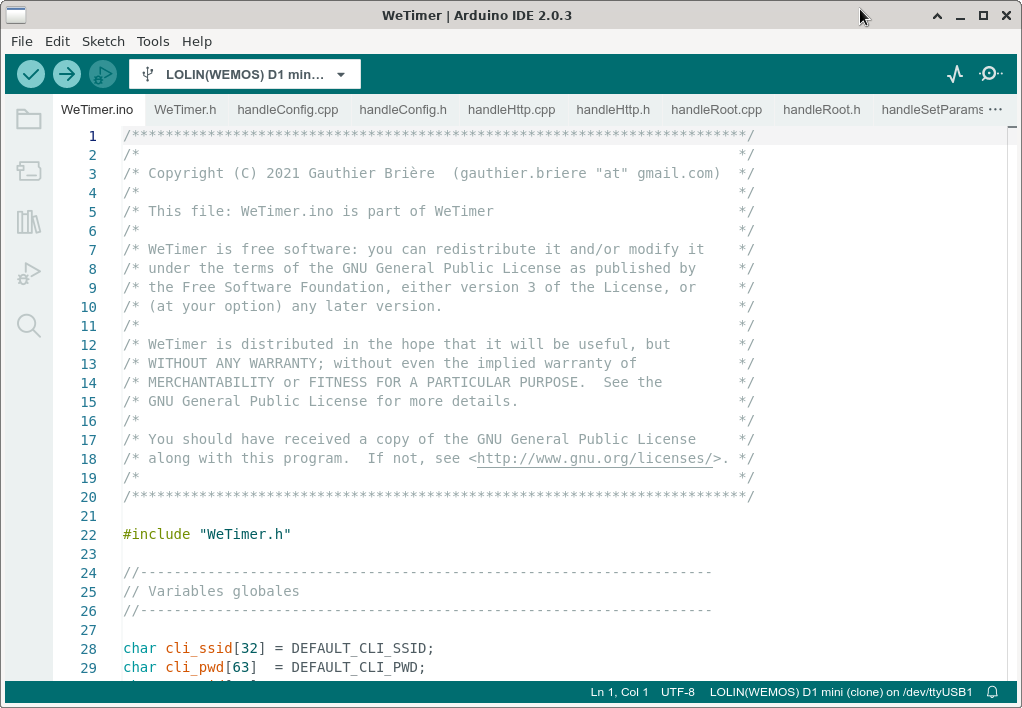 WeTimer | Arduino IDE 2.0.3
File Edit Sketch Tools Help
LOLIN(WEMOS) D1 min...
WeTimer.ino WeTimer.h handleConfig.cpp handleConfig.h handleHttp.cpp handleHttp.h handleRoot.cpp handleRoot.h handleSetParams ...
1 /*************************************************************************/
2 /* */
3 /* Copyright (C) 2021 Gauthier Brière (gauthier.briere "at" gmail.com) */
4 /* */
5 /* This file: WeTimer.ino is part of WeTimer */
6 /* */
7 /* WeTimer is free software: you can redistribute it and/or modify it */
8 /* under the terms of the GNU General Public License as published by */
9 /* the Free Software Foundation, either version 3 of the License, or */
10 /* (at your option) any later version. */
11 /* */
12 /* WeTimer is distributed in the hope that it will be useful, but */
13 /* WITHOUT ANY WARRANTY; without even the implied warranty of */
14 /* MERCHANTABILITY or FITNESS FOR A PARTICULAR PURPOSE. See the */
15 /* GNU General Public License for more details. */
16 /* */
17 /* You should have received a copy of the GNU General Public License */
18 /* along with this program. If not, see <http://www.gnu.org/licenses/>. */
19 /* */
20 /*************************************************************************/
21
22 #include "WeTimer.h"
23
24 //--------------------------------------------------------------------
25 // Variables globales
26 //--------------------------------------------------------------------
27
28 char cli_ssid[32] = DEFAULT_CLI_SSID;
29 char cli_pwd[63] = DEFAULT_CLI_PWD;
Ln 1, Col 1 UTF-8 LOLIN(WEMOS) D1 mini (clone) on /dev/ttyUSB1